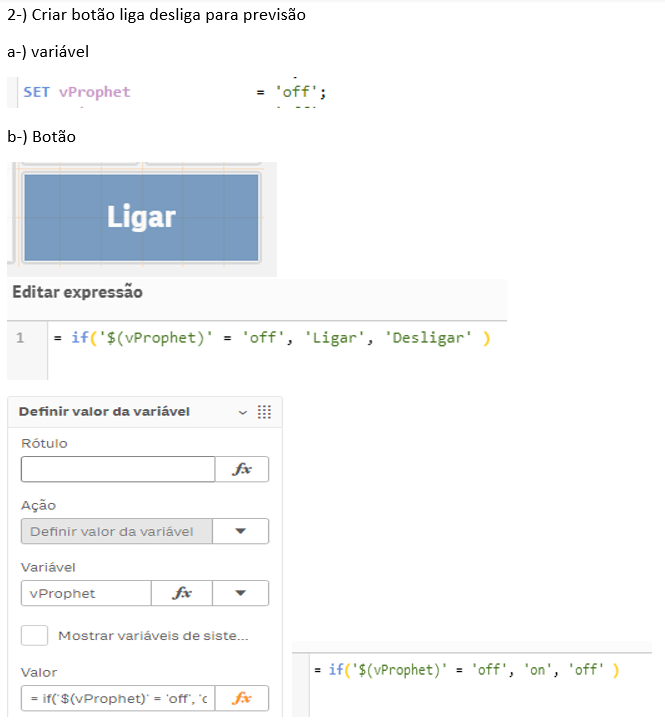 2-) Criar botão liga desliga para previsão
a-) variável
SET vProphet = 'off';
b-) Botão
Ligar
Editar expressão
1 = if('$(vProphet)' = 'off', 'Ligar', 'Desligar' )
Definir valor da variável
Rótulo
fx
Ação
Definir valor da variável
Variável
vProphet fx
Mostrar variáveis de siste...
Valor
= if('$(vProphet)' = 'off', 'c fx
= if('$(vProphet)' = 'off', 'on', 'off' )